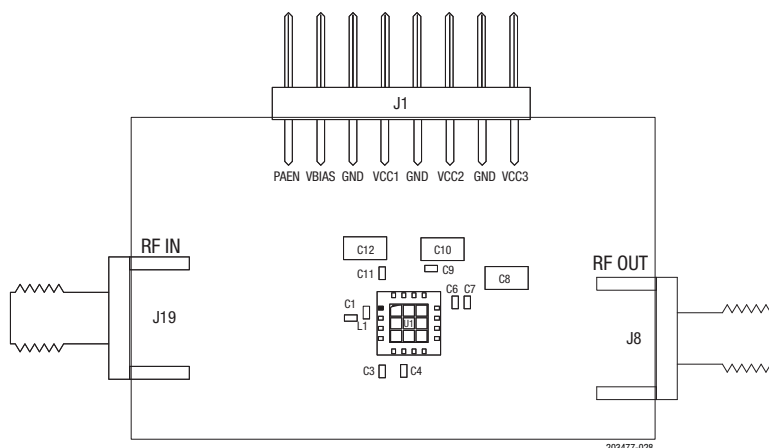 J1
PAEN VBIAS GND VCC1 GND VCC2 GND VCC3
RF IN
C12
C10
C11
C9
RF OUT
C8
C1
C6 C7
J19
L1
U1
J8
C3
C4
203477-028